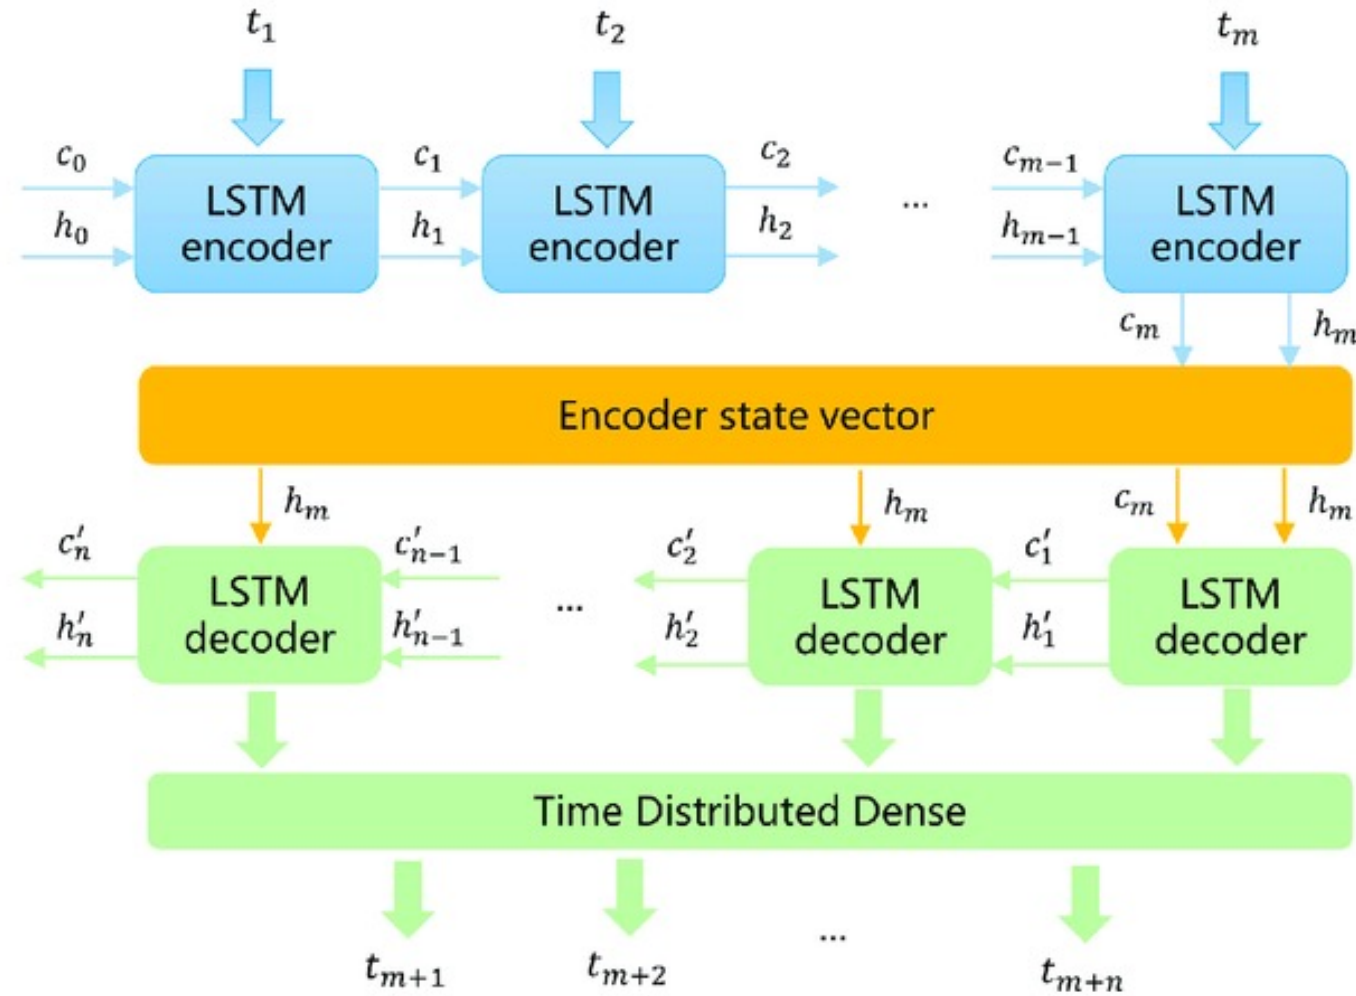 t₁ t₂ tₘ
c₀ c₁ c₂ cₘ₋₁
LSTM LSTM ... LSTM
h₀ encoder h₁ encoder h₂ hₘ₋₁ encoder
cₘ hₘ
Encoder state vector
hₘ hₘ cₘ hₘ
c′ₙ c′ₙ₋₁ c′₂ c′₁
LSTM ... LSTM LSTM
h′ₙ decoder h′ₙ₋₁ h′₂ decoder h′₁ decoder
Time Distributed Dense
...
tₘ₊₁ tₘ₊₂ tₘ₊ₙ